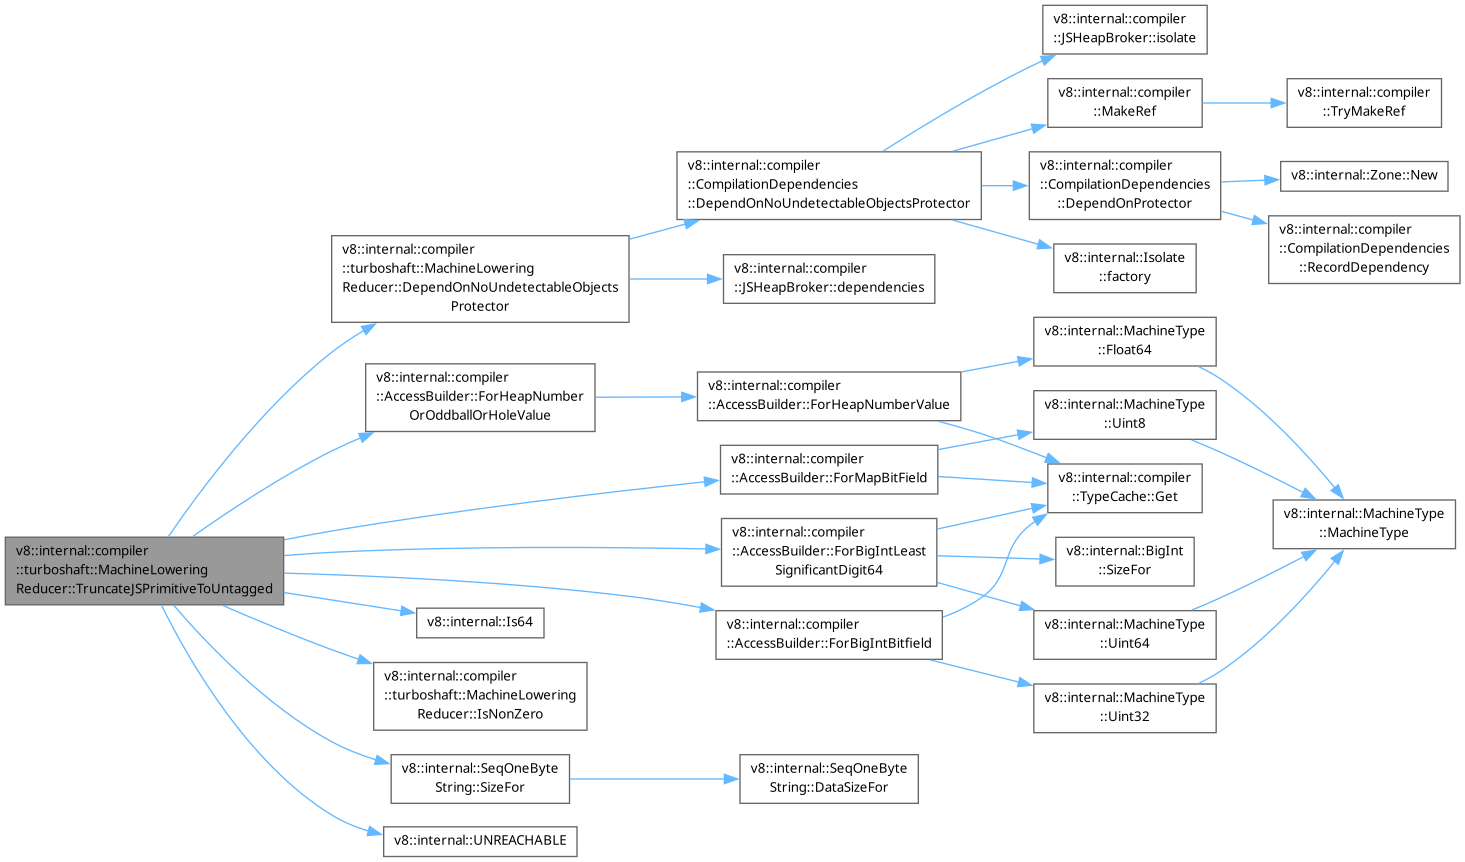 v8::internal::compiler
::JSHeapBroker::isolate
v8::internal::compiler
::MakeRef
v8::internal::compiler
::TryMakeRef
v8::internal::compiler
::CompilationDependencies
::DependOnNoUndetectableObjectsProtector
v8::internal::compiler
::CompilationDependencies
::DependOnProtector
v8::internal::Zone::New
v8::internal::compiler
::CompilationDependencies
::RecordDependency
v8::internal::Isolate
::factory
v8::internal::compiler
::turboshaft::MachineLowering
Reducer::DependOnNoUndetectableObjects
Protector
v8::internal::compiler
::JSHeapBroker::dependencies
v8::internal::MachineType
::Float64
v8::internal::compiler
::AccessBuilder::ForHeapNumber
OrOddballOrHoleValue
v8::internal::compiler
::AccessBuilder::ForHeapNumberValue
v8::internal::MachineType
::Uint8
v8::internal::compiler
::AccessBuilder::ForMapBitField
v8::internal::compiler
::TypeCache::Get
v8::internal::MachineType
::MachineType
v8::internal::compiler
::turboshaft::MachineLowering
Reducer::TruncateJSPrimitiveToUntagged
v8::internal::compiler
::AccessBuilder::ForBigIntLeast
SignificantDigit64
v8::internal::BigInt
::SizeFor
v8::internal::Is64
v8::internal::compiler
::AccessBuilder::ForBigIntBitfield
v8::internal::MachineType
::Uint64
v8::internal::compiler
::turboshaft::MachineLowering
Reducer::IsNonZero
v8::internal::MachineType
::Uint32
v8::internal::SeqOneByte
String::SizeFor
v8::internal::SeqOneByte
String::DataSizeFor
v8::internal::UNREACHABLE